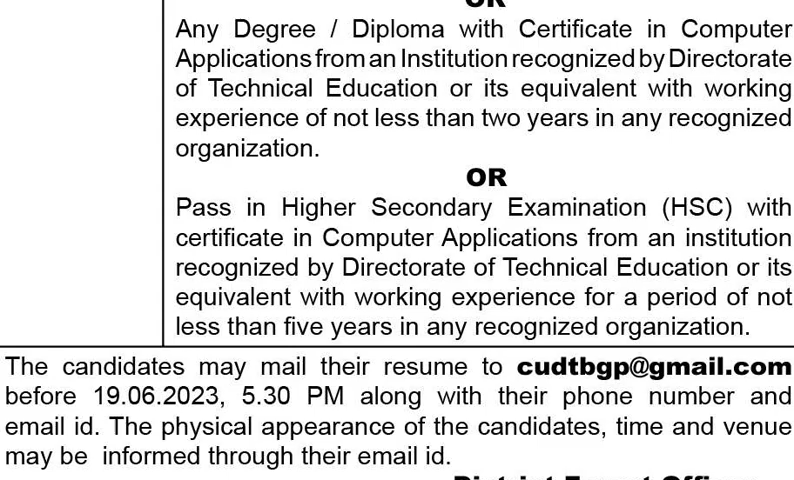 OR
Any Degree / Diploma with Certificate in Computer
Applications from an Institution recognized by Directorate
of Technical Education or its equivalent with working
experience of not less than two years in any recognized
organization.
OR
Pass in Higher Secondary Examination (HSC) with
certificate in Computer Applications from an institution
recognized by Directorate of Technical Education or its
equivalent with working experience for a period of not
less than five years in any recognized organization.
The candidates may mail their resume to cudtbgp@gmail.com
before 19.06.2023, 5.30 PM along with their phone number and
email id. The physical appearance of the candidates, time and venue
may be informed through their email id.
District Forest Officer